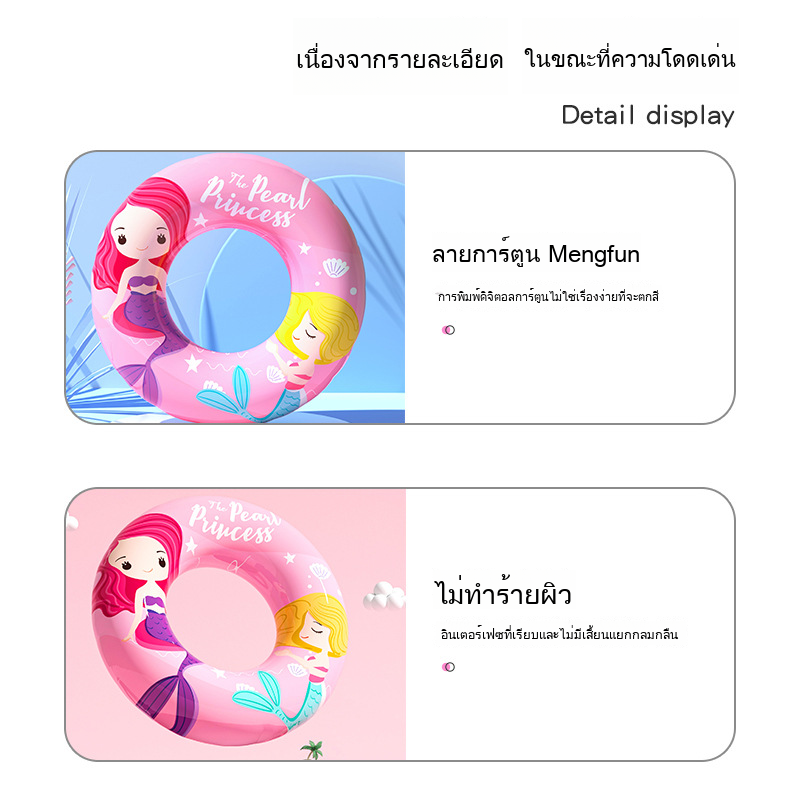 เนื่องจากรายละเอียด ในขณะที่ความโดดเด่น
Detail display
The Pearl
Princess
ลายการ์ตูน Mengfun
การพิมพ์ดิจิตอลการ์ตูนไม่ใช่เรื่องง่ายที่จะตกสี
The Pearl
Princess
ไม่ทำร้ายผิว
อินเตอร์เฟซที่เรียบและไม่มีเสี้ยนแยกกลมกลืน